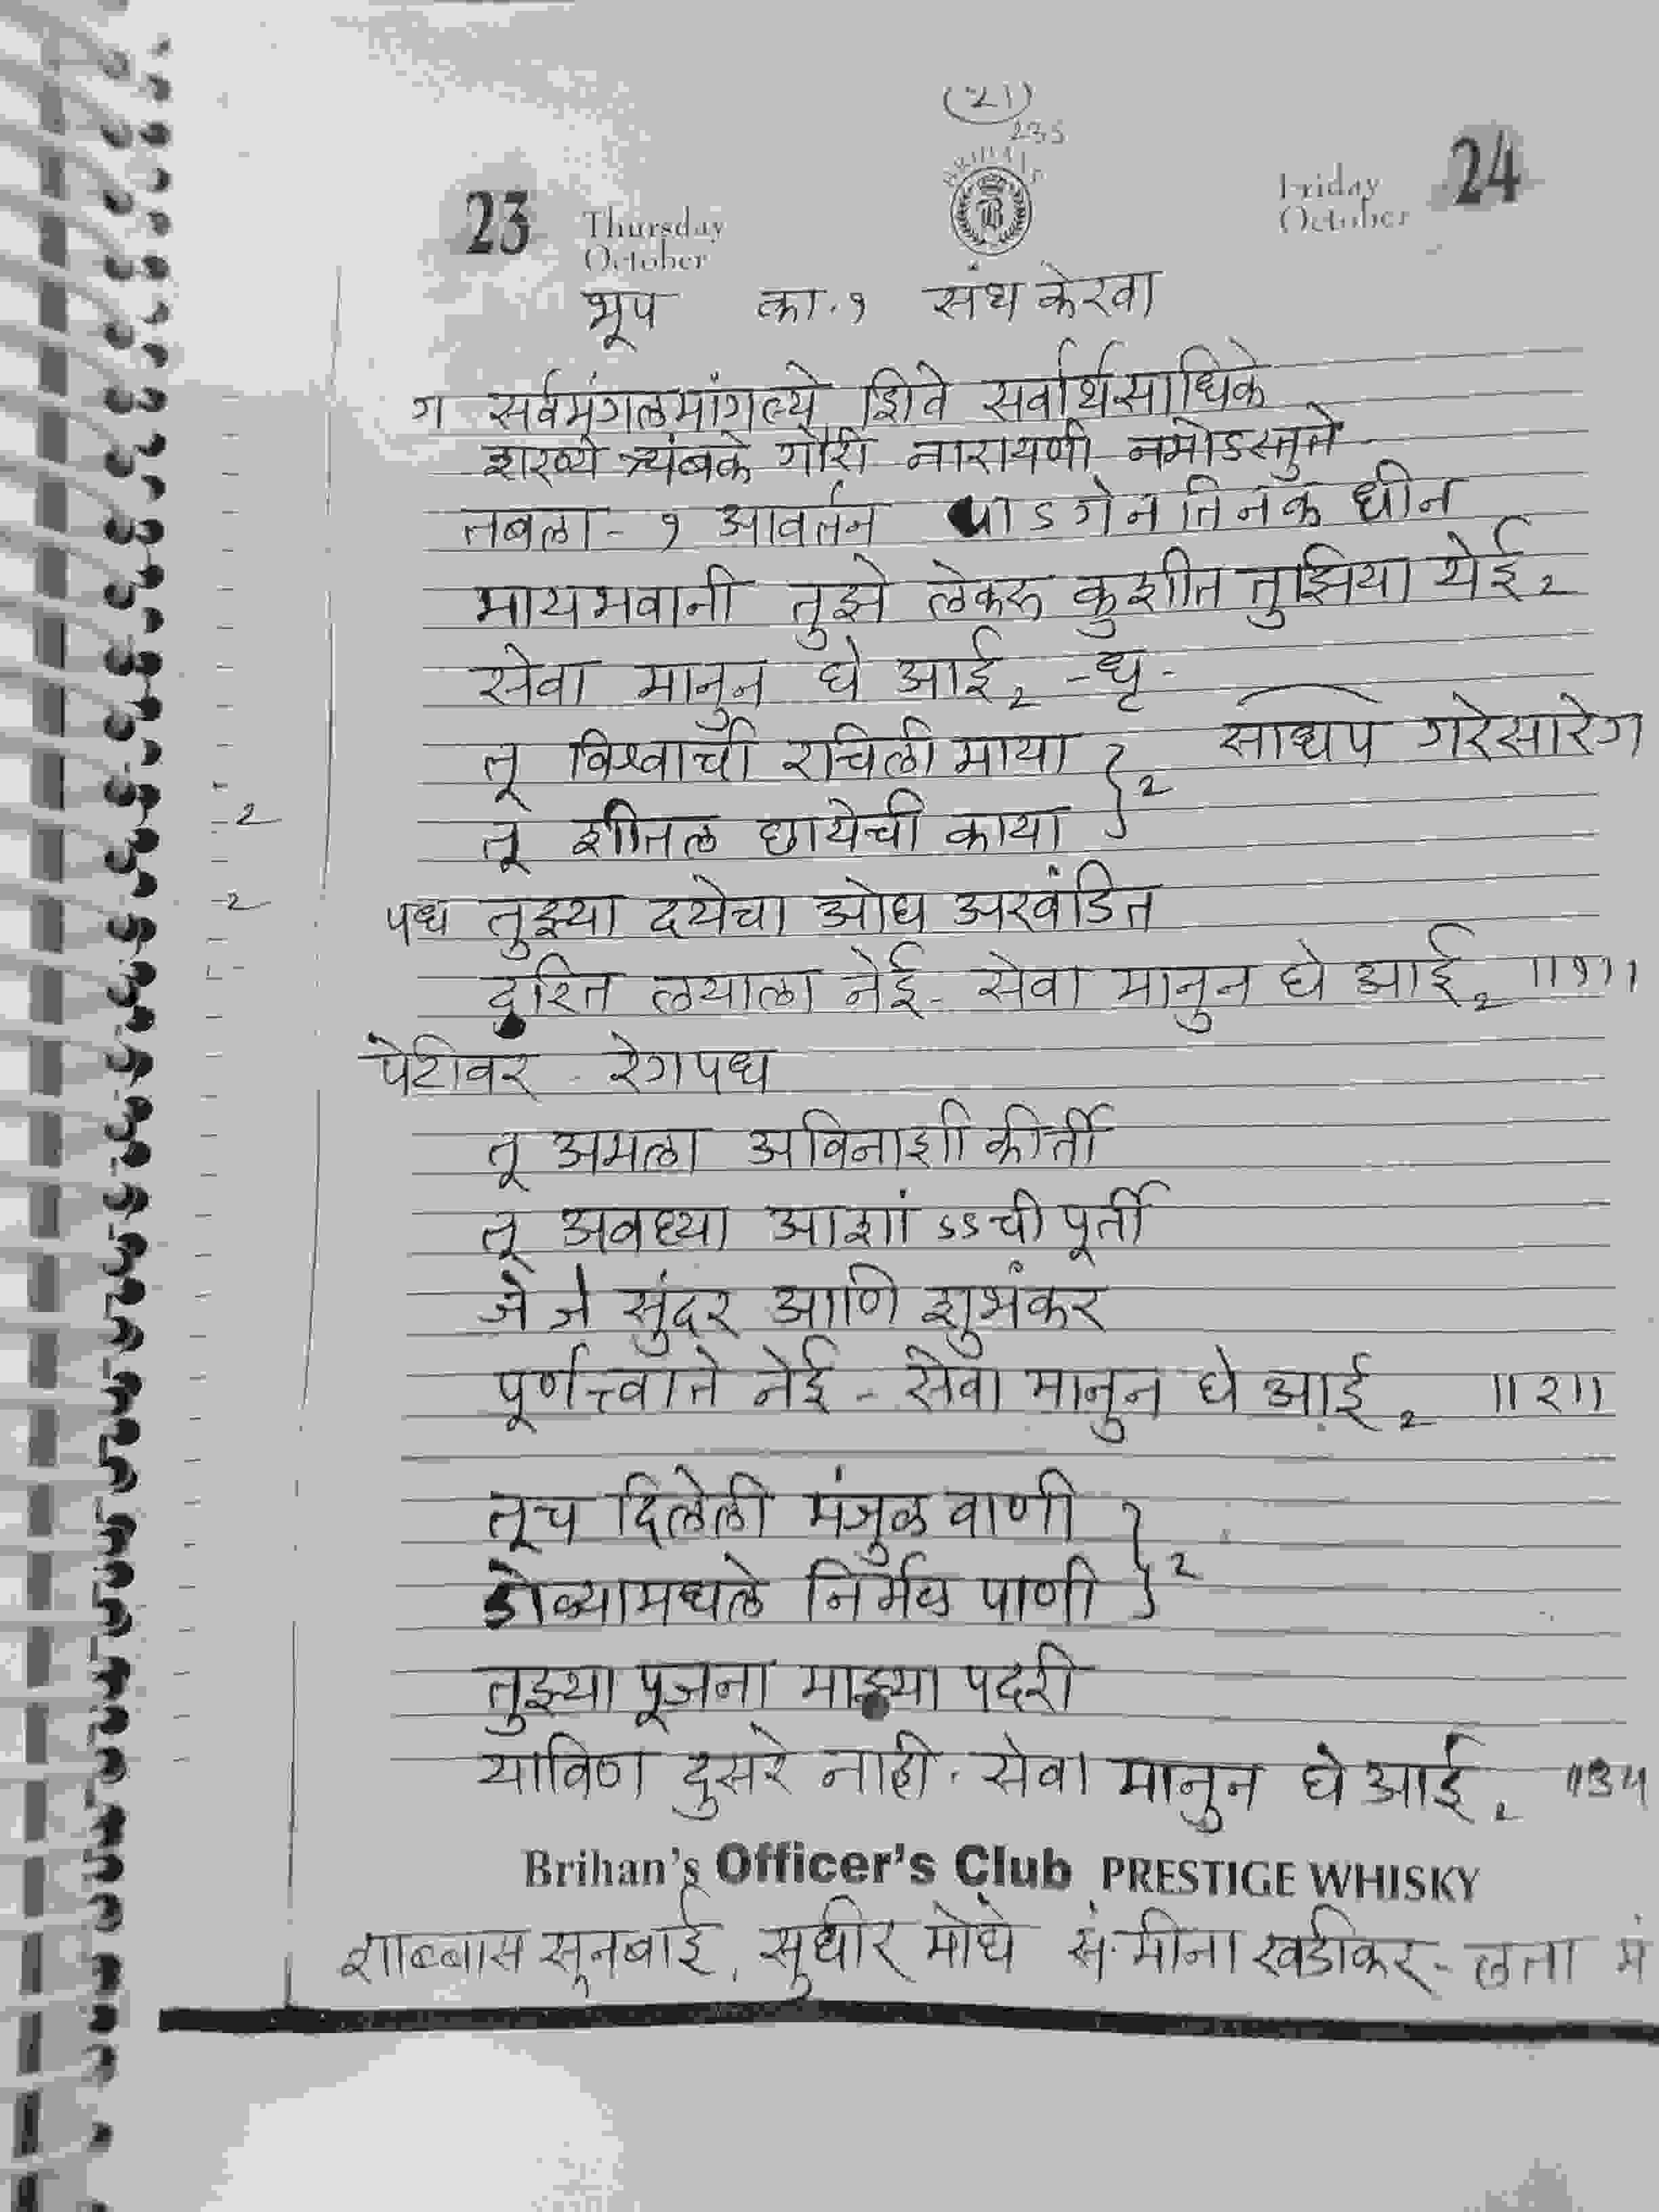 (21)
235
BRIHAN'S
23 Thursday October
Friday October 24
भूप का. १ संथ केरवा
ग सर्वमंगलमांगल्ये शिवे सर्वार्थसाधिके
शरण्ये त्र्यंबके गौरी नारायणी नमोऽस्तुते
तबला - १ आवर्तन धाऽगेनतिनक धीन
मायभवानी तुझे लेकरु कुशीत तुझिया येई २
सेवा मानुन घे आई २ - धृ -
तू विश्वाची रचिली माया } २ सांधप गरेसारेग
-2 तू शीतल छायेची काया
-2 पध तुझ्या दयेचा ओघ अखंडित
दुरित लयाला नेई - सेवा मानुन घे आई २ ॥१॥
पेटीवर - रेगपध
तू अमला अविनाशी कीर्ती
तू अवघ्या आशां ऽऽची पूर्ती
जे जे सुंदर आणि शुभंकर
पूर्णत्त्वाते नेई - सेवा मानुन घे आई २ ॥२॥
तूच दिलेली मंजुळ वाणी } २
डोळ्यामधले निर्मळ पाणी
तुझ्या पूजना माझ्या पदरी
याविण दुसरे नाही. सेवा मानुन घे आई २ ॥३॥
Brihan's Officer's Club PRESTIGE WHISKY
शाब्बास सूनबाई, सुधीर मोघे सं. मीना खडीकर - लता मं